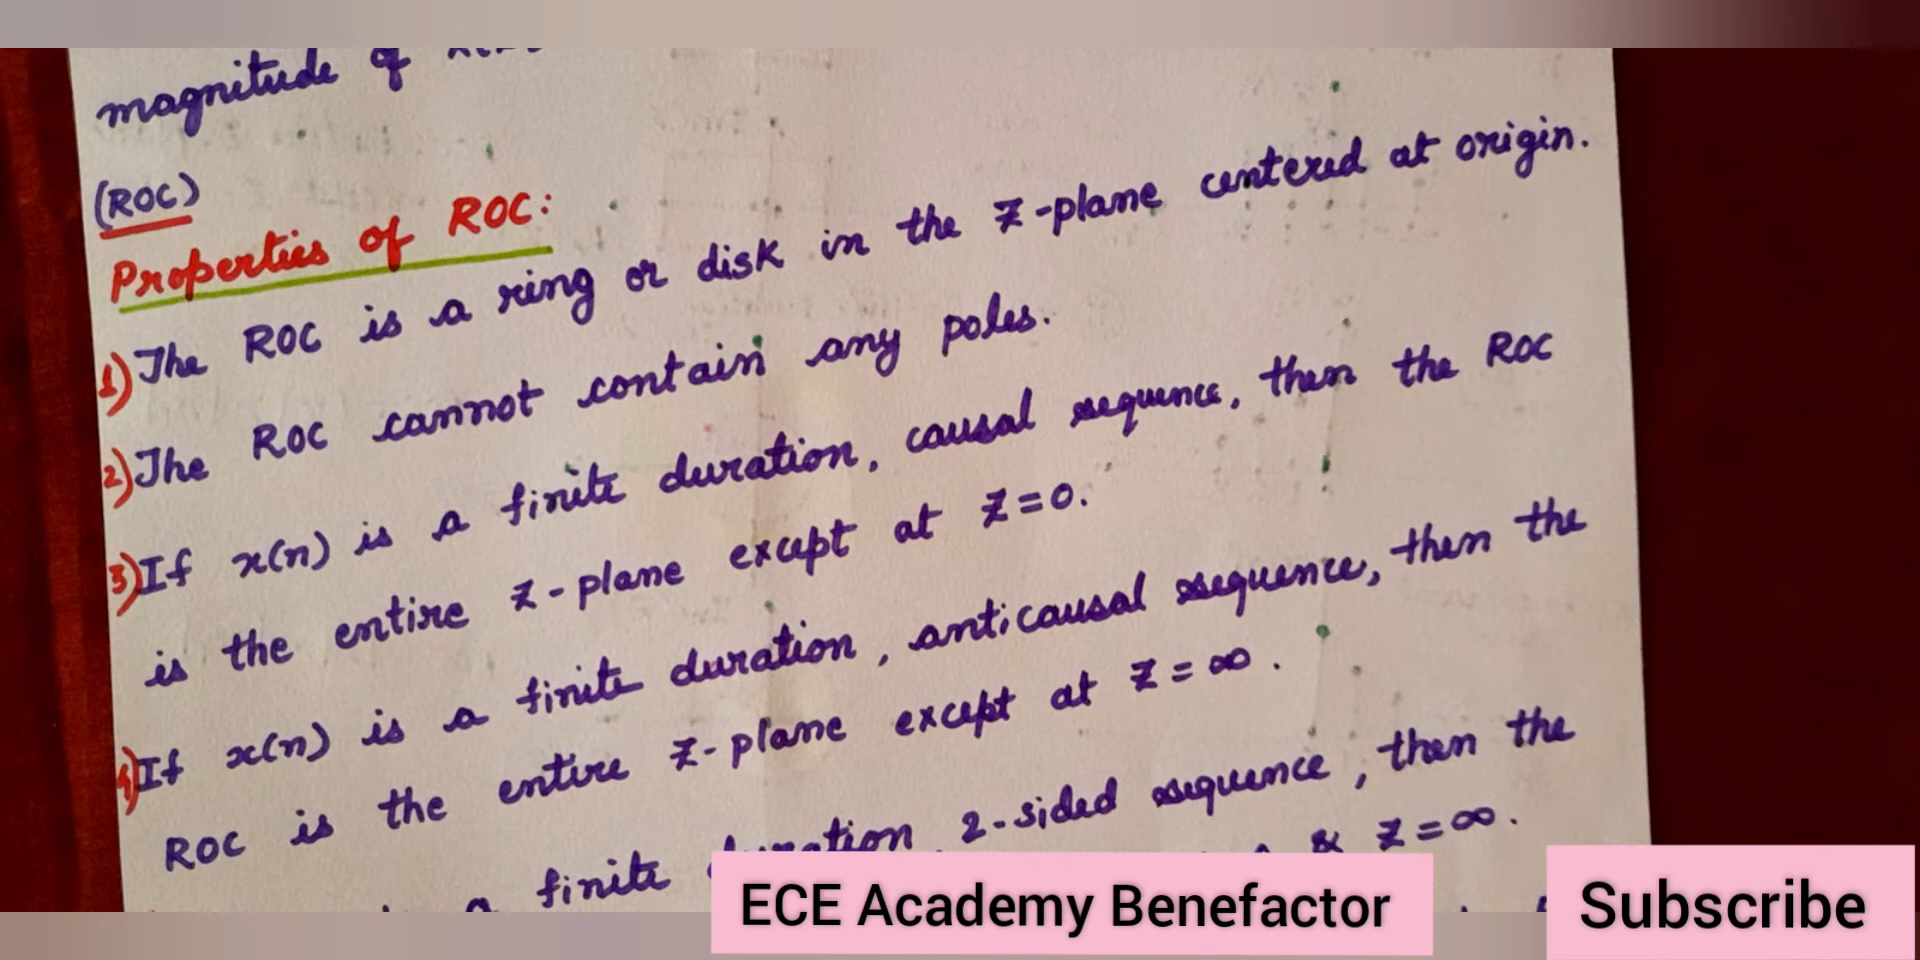 magnitude of
(ROC)
Properties of ROC:
1) The ROC is a ring or disk in the Z-plane centered at origin.
2) The ROC cannot contain any poles.
3) If x(n) is a finite duration, causal sequence, then the ROC
is the entire Z-plane except at Z=0.
4) If x(n) is a finite duration, anticausal sequence, then the
ROC is the entire Z-plane except at Z=∞.
a finite duration 2-sided sequence, then the
& Z=∞.
ECE Academy Benefactor
Subscribe